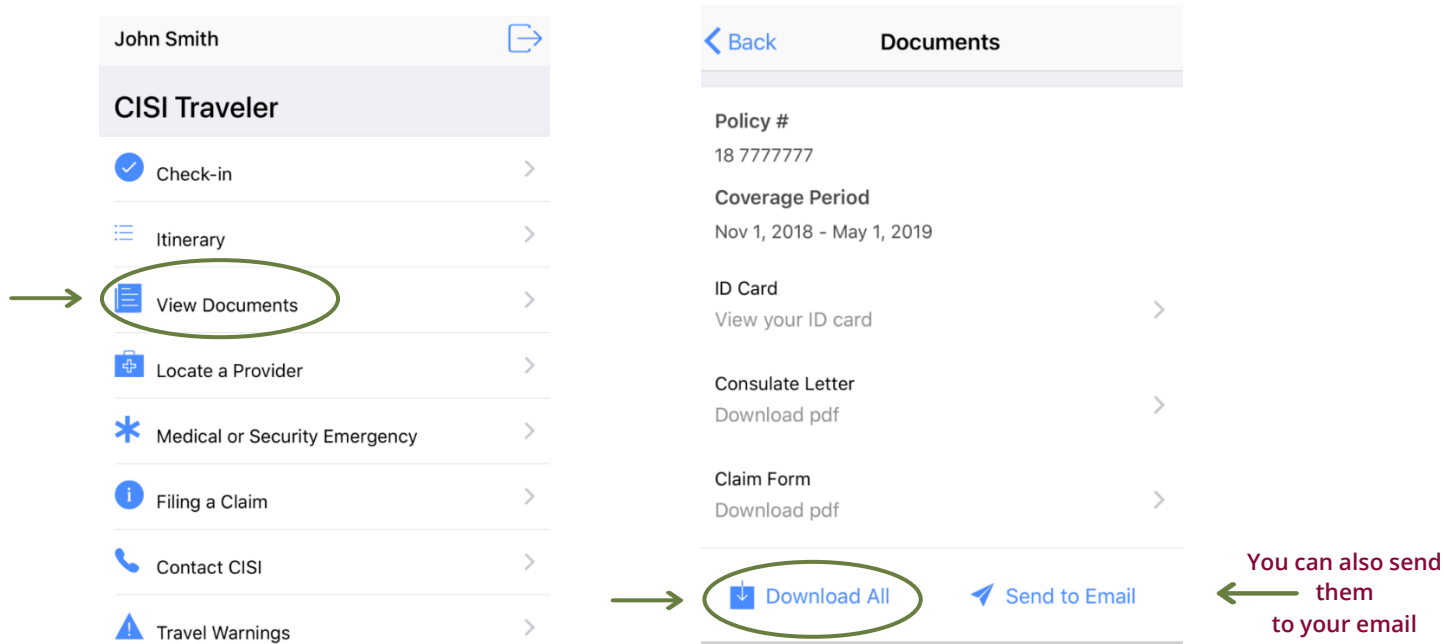 John Smith
CISI Traveler
Check-in
Itinerary
View Documents
Locate a Provider
Medical or Security Emergency
Filing a Claim
Contact CISI
Travel Warnings
Back
Documents
Policy #
18 7777777
Coverage Period
Nov 1, 2018 - May 1, 2019
ID Card
View your ID card
Consulate Letter
Download pdf
Claim Form
Download pdf
Download All
Send to Email
You can also send
them
to your email